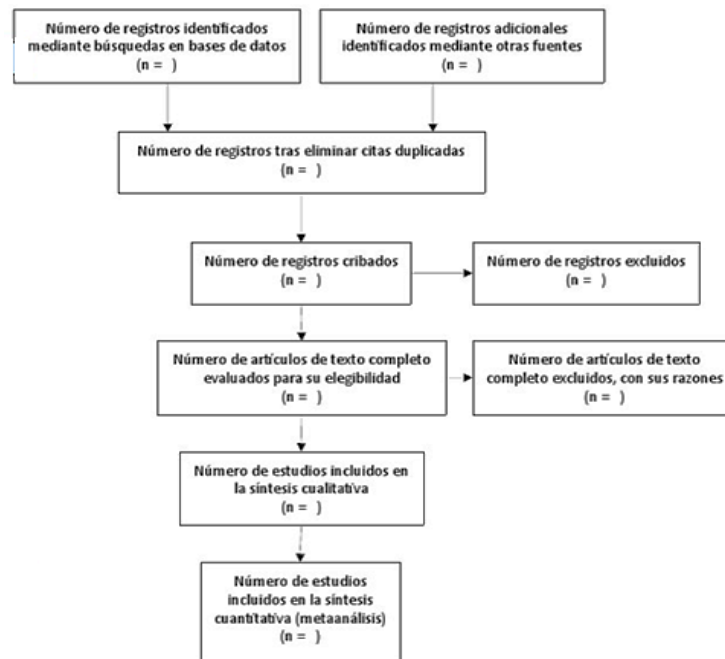 Número de registros identificados
mediante búsquedas en bases de datos
(n = )
Número de registros adicionales
identificados mediante otras fuentes
(n = )
Número de registros tras eliminar citas duplicadas
(n = )
Número de registros cribados
(n = )
Número de registros excluidos
(n = )
Número de artículos de texto completo
evaluados para su elegibilidad
(n = )
Número de artículos de texto
completo excluidos, con sus razones
(n = )
Número de estudios incluidos en
la síntesis cualitativa
(n = )
Número de estudios
incluidos en la síntesis
cuantitativa (metaanálisis)
(n = )